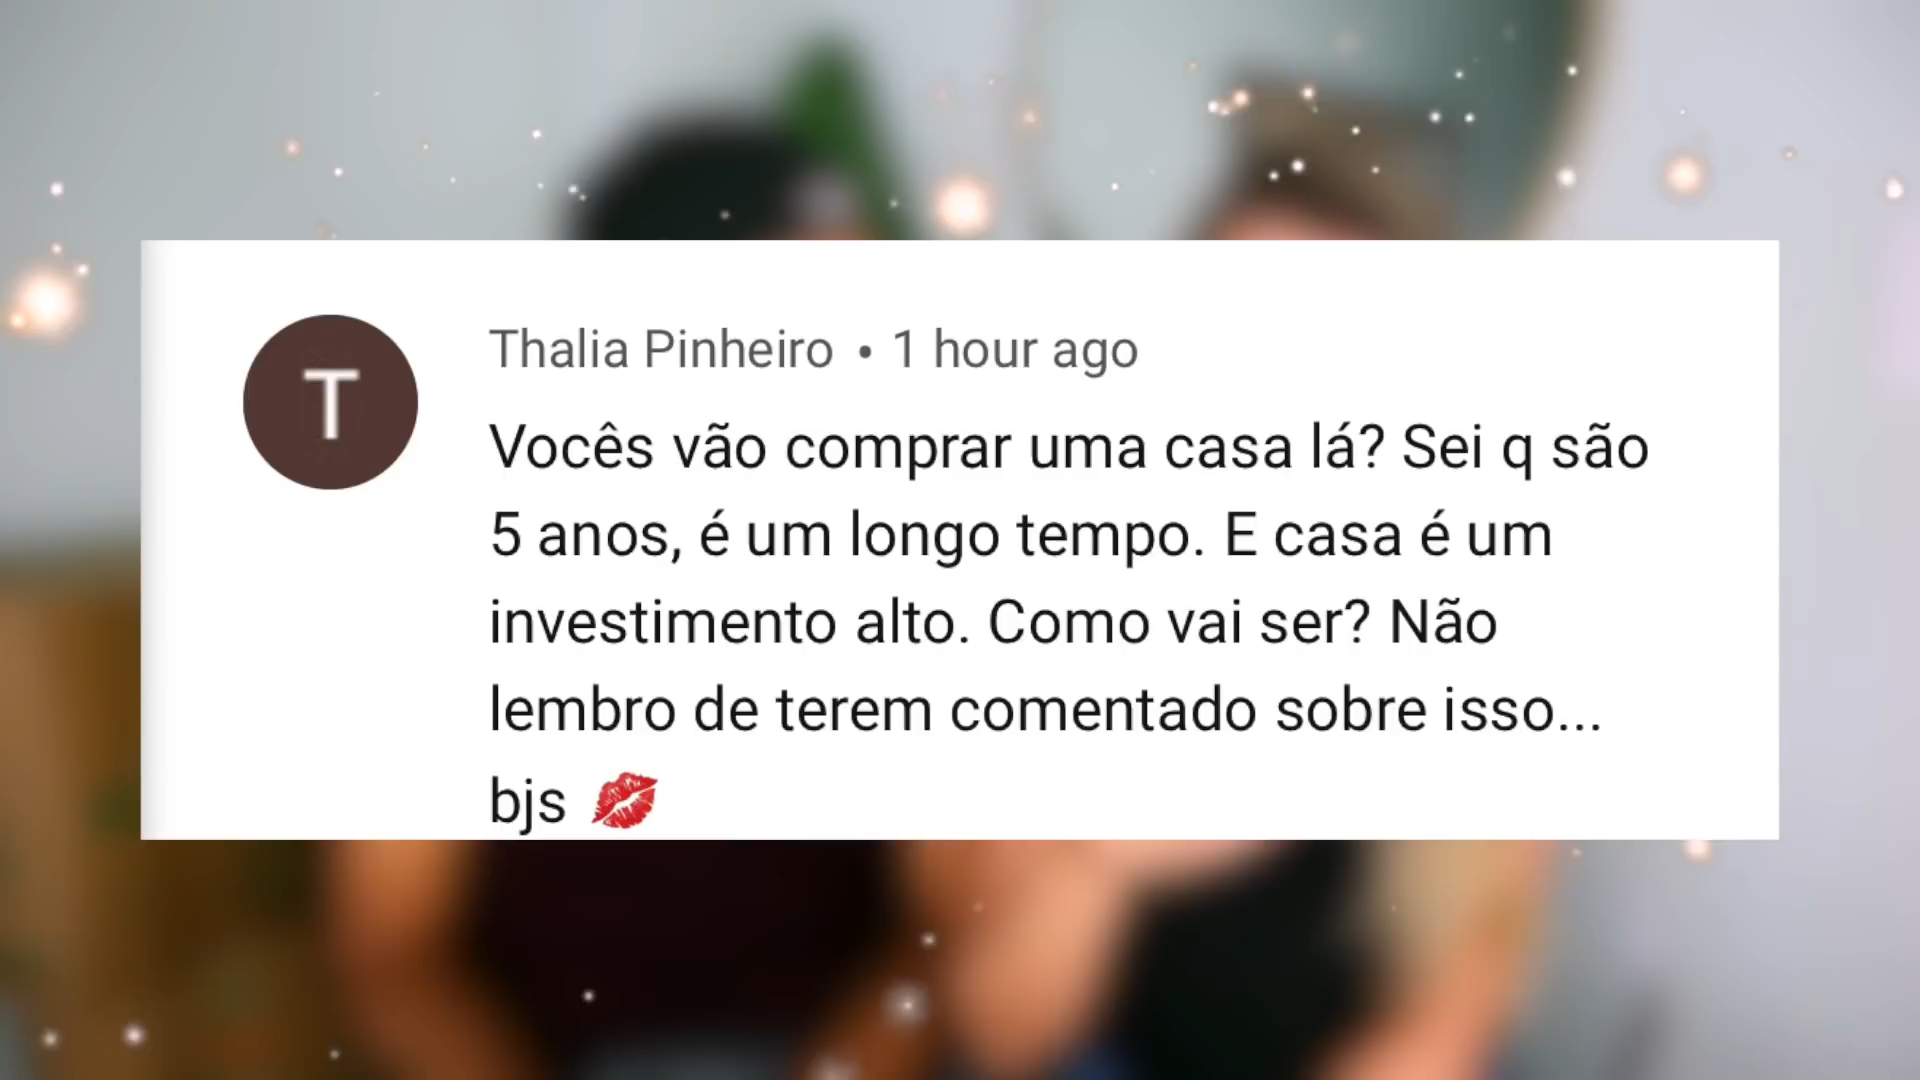 T
Thalia Pinheiro • 1 hour ago
Vocês vão comprar uma casa lá? Sei q são
5 anos, é um longo tempo. E casa é um
investimento alto. Como vai ser? Não
lembro de terem comentado sobre isso...
bjs 💋